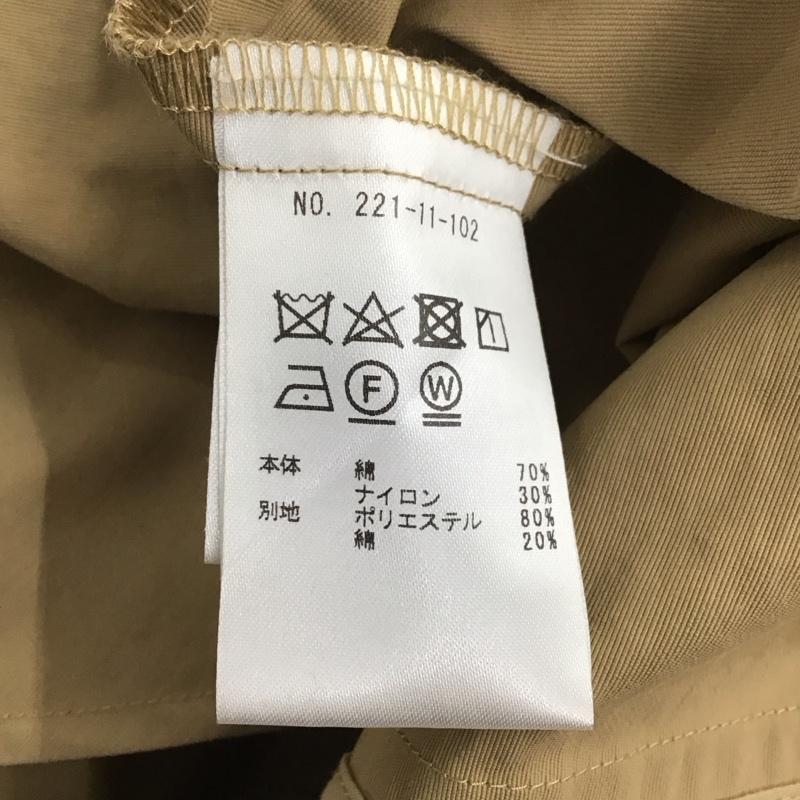 NO. 221-11-102
F W
本体 綿 70%
ナイロン 30%
別地 ポリエステル 80%
綿 20%